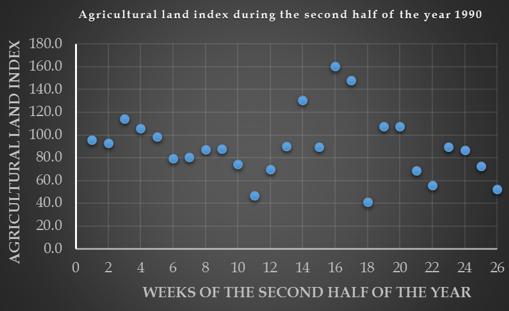 Agricultural land index during the second half of the year 1990
AGRICULTURAL LAND INDEX
180.0
160.0
140.0
120.0
100.0
80.0
60.0
40.0
20.0
0.0
0 2 4 6 8 10 12 14 16 18 20 22 24 26
WEEKS OF THE SECOND HALF OF THE YEAR